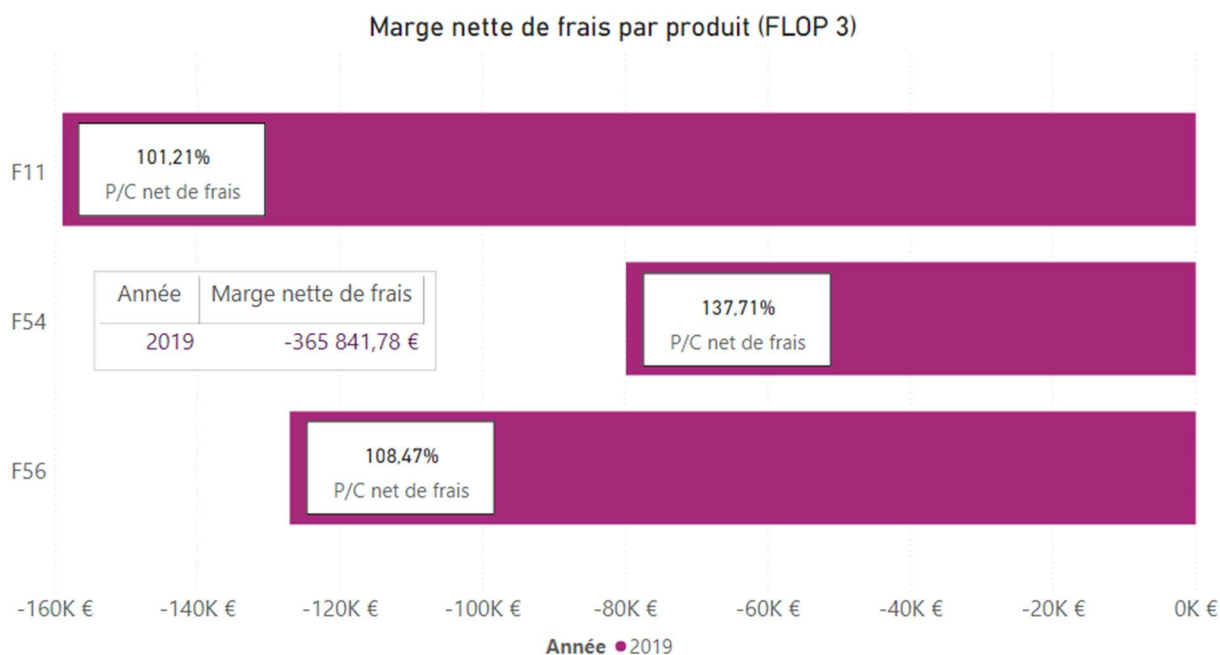 Marge nette de frais par produit (FLOP 3)
F11
101,21%
P/C net de frais
F54
Année Marge nette de frais
2019 -365 841,78 €
137,71%
P/C net de frais
F56
108,47%
P/C net de frais
-160K € -140K € -120K € -100K € -80K € -60K € -40K € -20K € 0K €
Année 2019